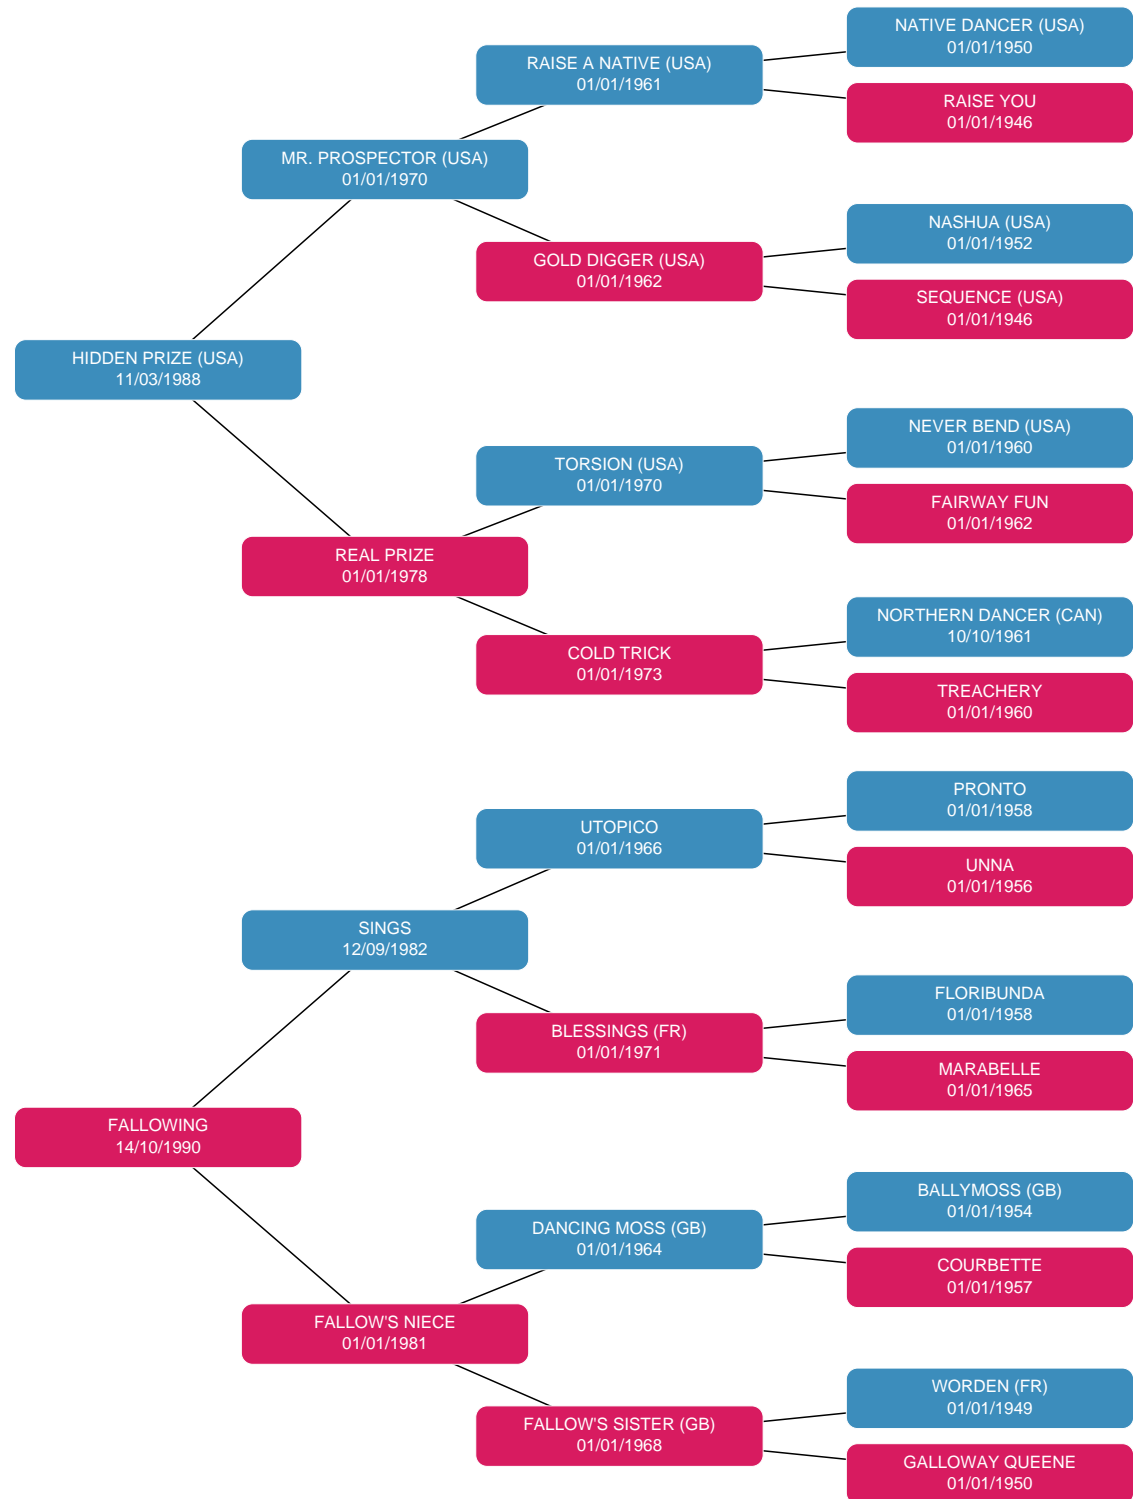 NATIVE DANCER (USA)
01/01/1950
RAISE A NATIVE (USA)
01/01/1961
RAISE YOU
01/01/1946
MR. PROSPECTOR (USA)
01/01/1970
NASHUA (USA)
01/01/1952
GOLD DIGGER (USA)
01/01/1962
SEQUENCE (USA)
01/01/1946
HIDDEN PRIZE (USA)
11/03/1988
NEVER BEND (USA)
01/01/1960
TORSION (USA)
01/01/1970
FAIRWAY FUN
01/01/1962
REAL PRIZE
01/01/1978
NORTHERN DANCER (CAN)
10/10/1961
COLD TRICK
01/01/1973
TREACHERY
01/01/1960
PRONTO
01/01/1958
UTOPICO
01/01/1966
UNNA
01/01/1956
SINGS
12/09/1982
FLORIBUNDA
01/01/1958
BLESSINGS (FR)
01/01/1971
MARABELLE
01/01/1965
FALLOWING
14/10/1990
BALLYMOSS (GB)
01/01/1954
DANCING MOSS (GB)
01/01/1964
COURBETTE
01/01/1957
FALLOW'S NIECE
01/01/1981
WORDEN (FR)
01/01/1949
FALLOW'S SISTER (GB)
01/01/1968
GALLOWAY QUEENE
01/01/1950